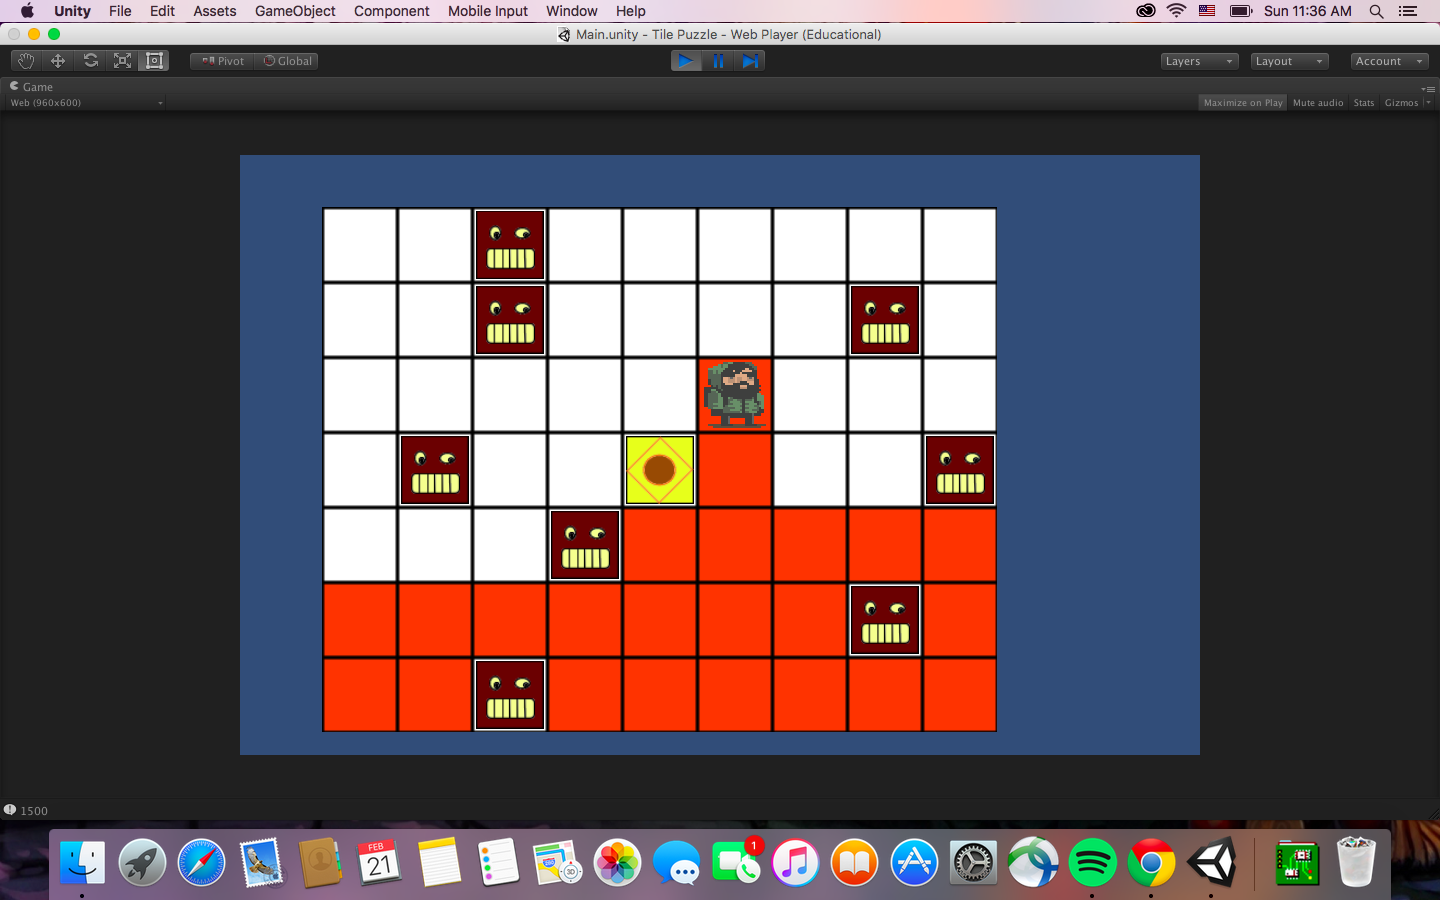 Unity File Edit Assets GameObject Component Mobile Input Window Help Sun 11:36 AM
Main.unity - Tile Puzzle - Web Player (Educational)
Pivot Global Layers Layout Account
Game
Web (960x600) Maximize on Play Mute audio Stats Gizmos
1500
1
FEB
21
3D